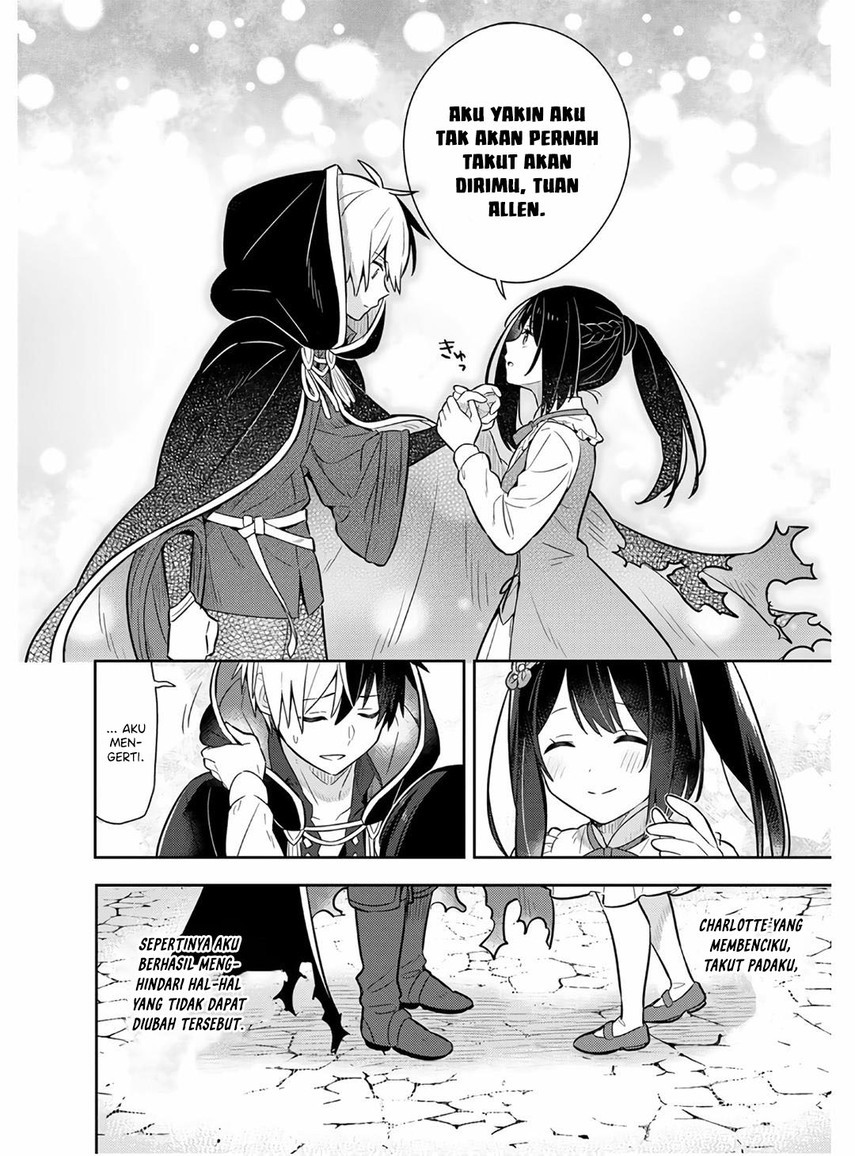 AKU YAKIN AKU
TAK AKAN PERNAH
TAKUT AKAN
DIRIMU, TUAN
ALLEN.
きゅっ
... AKU
MEN-
GERTI.
CHARLOTTE YANG
MEMBENCIKU,
TAKUT PADAKU,
SEPERTINYA AKU
BERHASIL MENG-
HINDARI HAL-HAL
YANG TIDAK DAPAT
DIUBAH TERSEBUT.